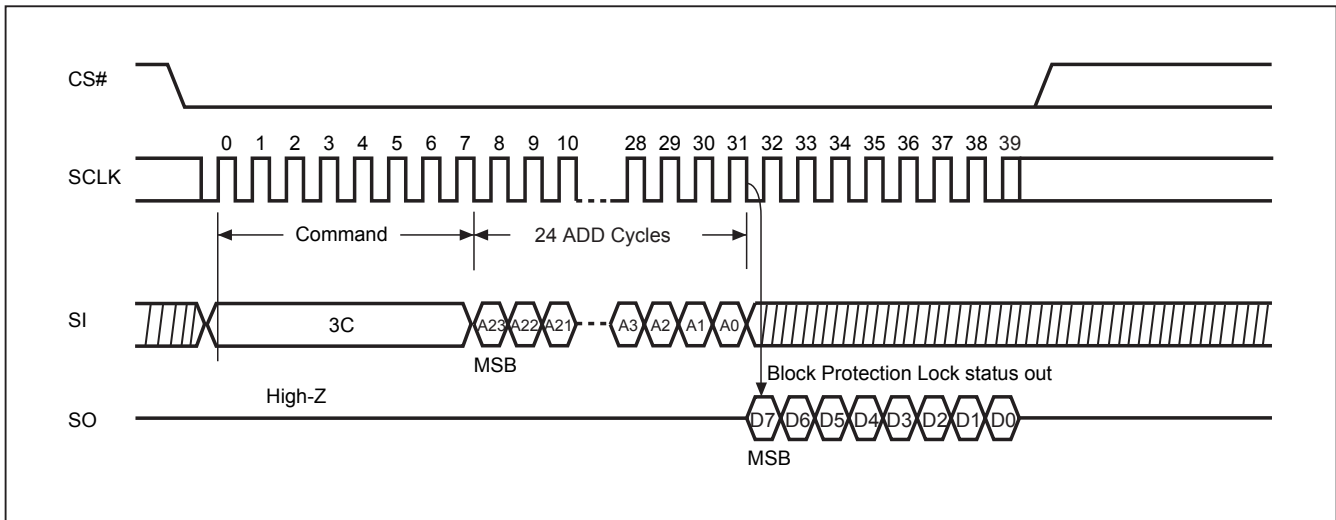 CS#
0 1 2 3 4 5 6 7 8 9 10 28 29 30 31 32 33 34 35 36 37 38 39
SCLK
Command 24 ADD Cycles
SI 3C A23 A22 A21 A3 A2 A1 A0
MSB
Block Protection Lock status out
High-Z
SO D7 D6 D5 D4 D3 D2 D1 D0
MSB